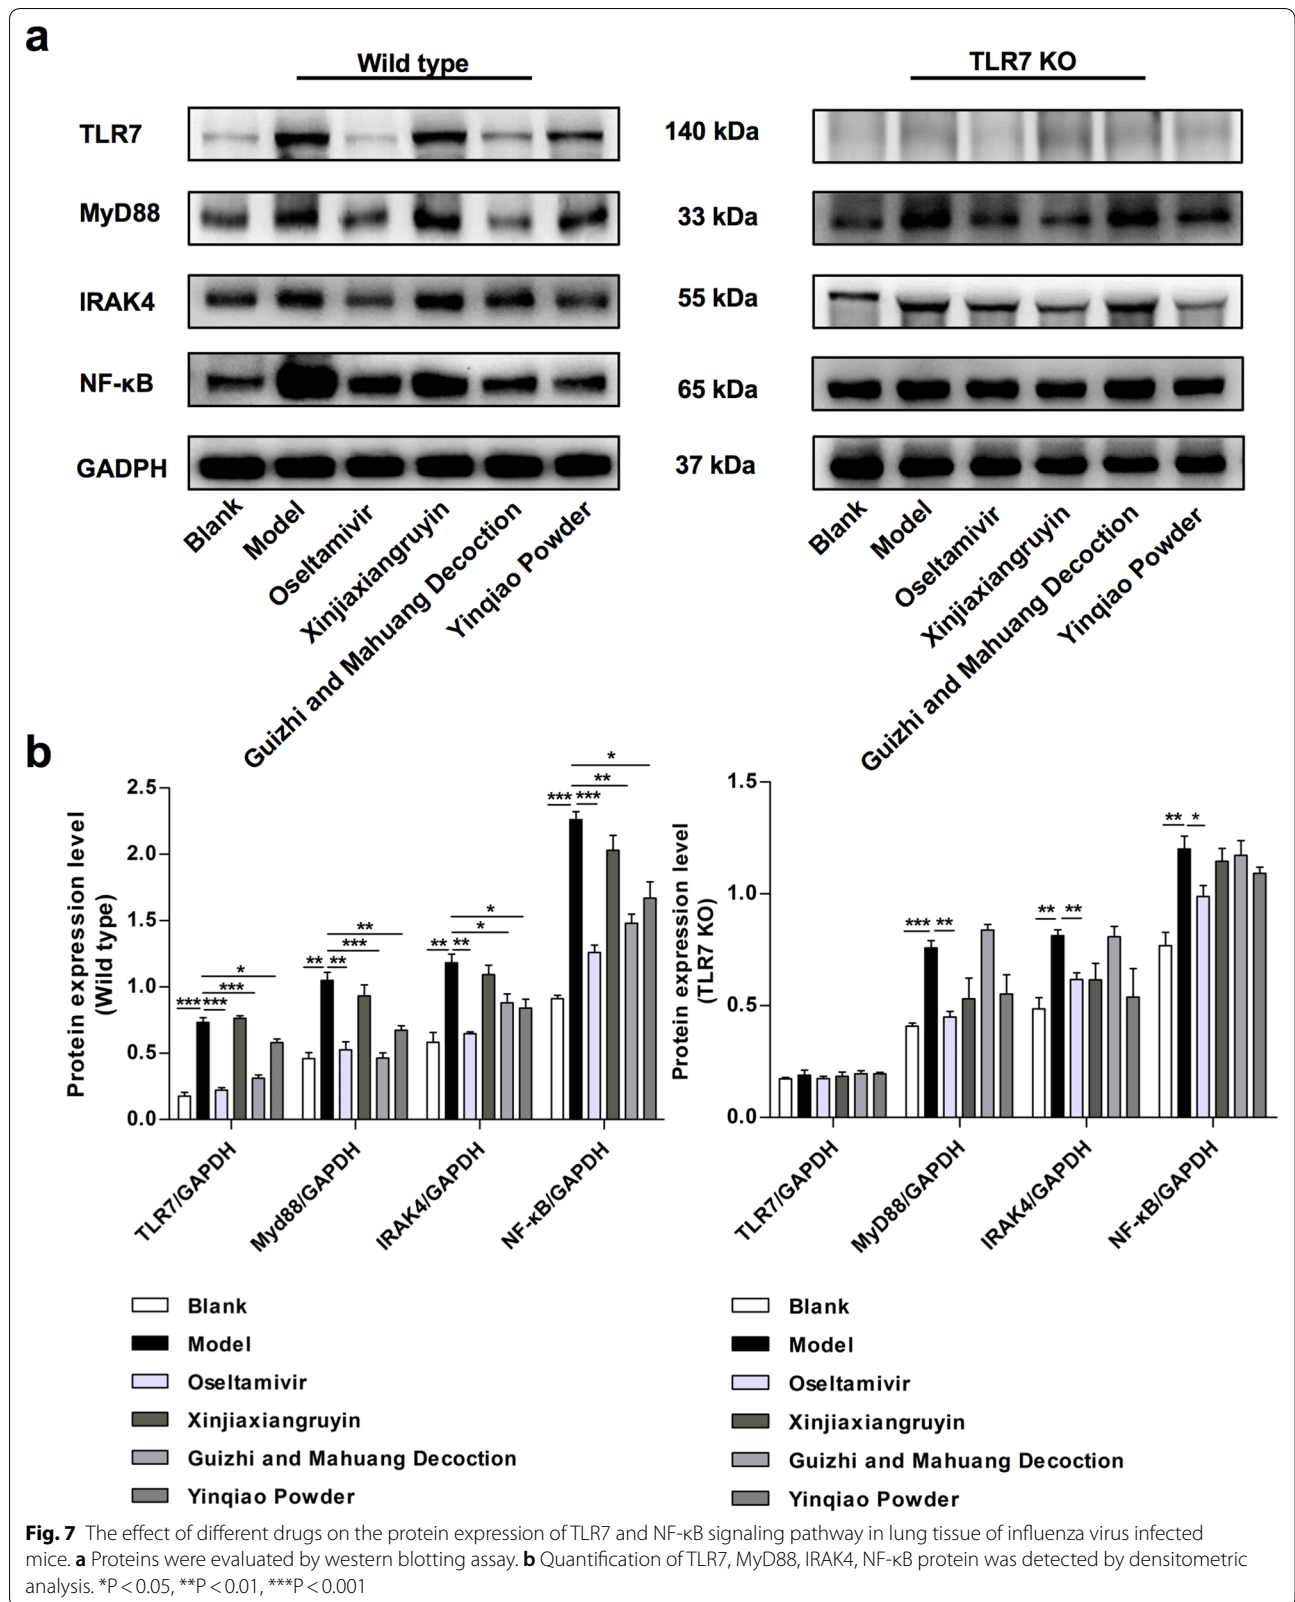 a
Wild type
TLR7 KO
TLR7
140 kDa
MyD88
33 kDa
IRAK4
55 kDa
NF-κB
65 kDa
GADPH
37 kDa
Blank
Model
Oseltamivir
Xinjiaxiangruyin
Guizhi and Mahuang Decoction
Yinqiao Powder
Blank
Model
Oseltamivir
Xinjiaxiangruyin
Guizhi and Mahuang Decoction
Yinqiao Powder
b
Protein expression level
(Wild type)
2.5
2.0
1.5
1.0
0.5
0.0
***
***
***
*
**
**
***
**
**
**
*
*
***
***
**
*
TLR7/GAPDH
Myd88/GAPDH
IRAK4/GAPDH
NF-κB/GAPDH
Protein expression level
(TLR7 KO)
1.5
1.0
0.5
0.0
***
**
**
**
**
*
TLR7/GAPDH
MyD88/GAPDH
IRAK4/GAPDH
NF-κB/GAPDH
Blank
Model
Oseltamivir
Xinjiaxiangruyin
Guizhi and Mahuang Decoction
Yinqiao Powder
Blank
Model
Oseltamivir
Xinjiaxiangruyin
Guizhi and Mahuang Decoction
Yinqiao Powder
Fig. 7 The effect of different drugs on the protein expression of TLR7 and NF-κB signaling pathway in lung tissue of influenza virus infected
mice. a Proteins were evaluated by western blotting assay. b Quantification of TLR7, MyD88, IRAK4, NF-κB protein was detected by densitometric
analysis. *P < 0.05, **P < 0.01, ***P < 0.001